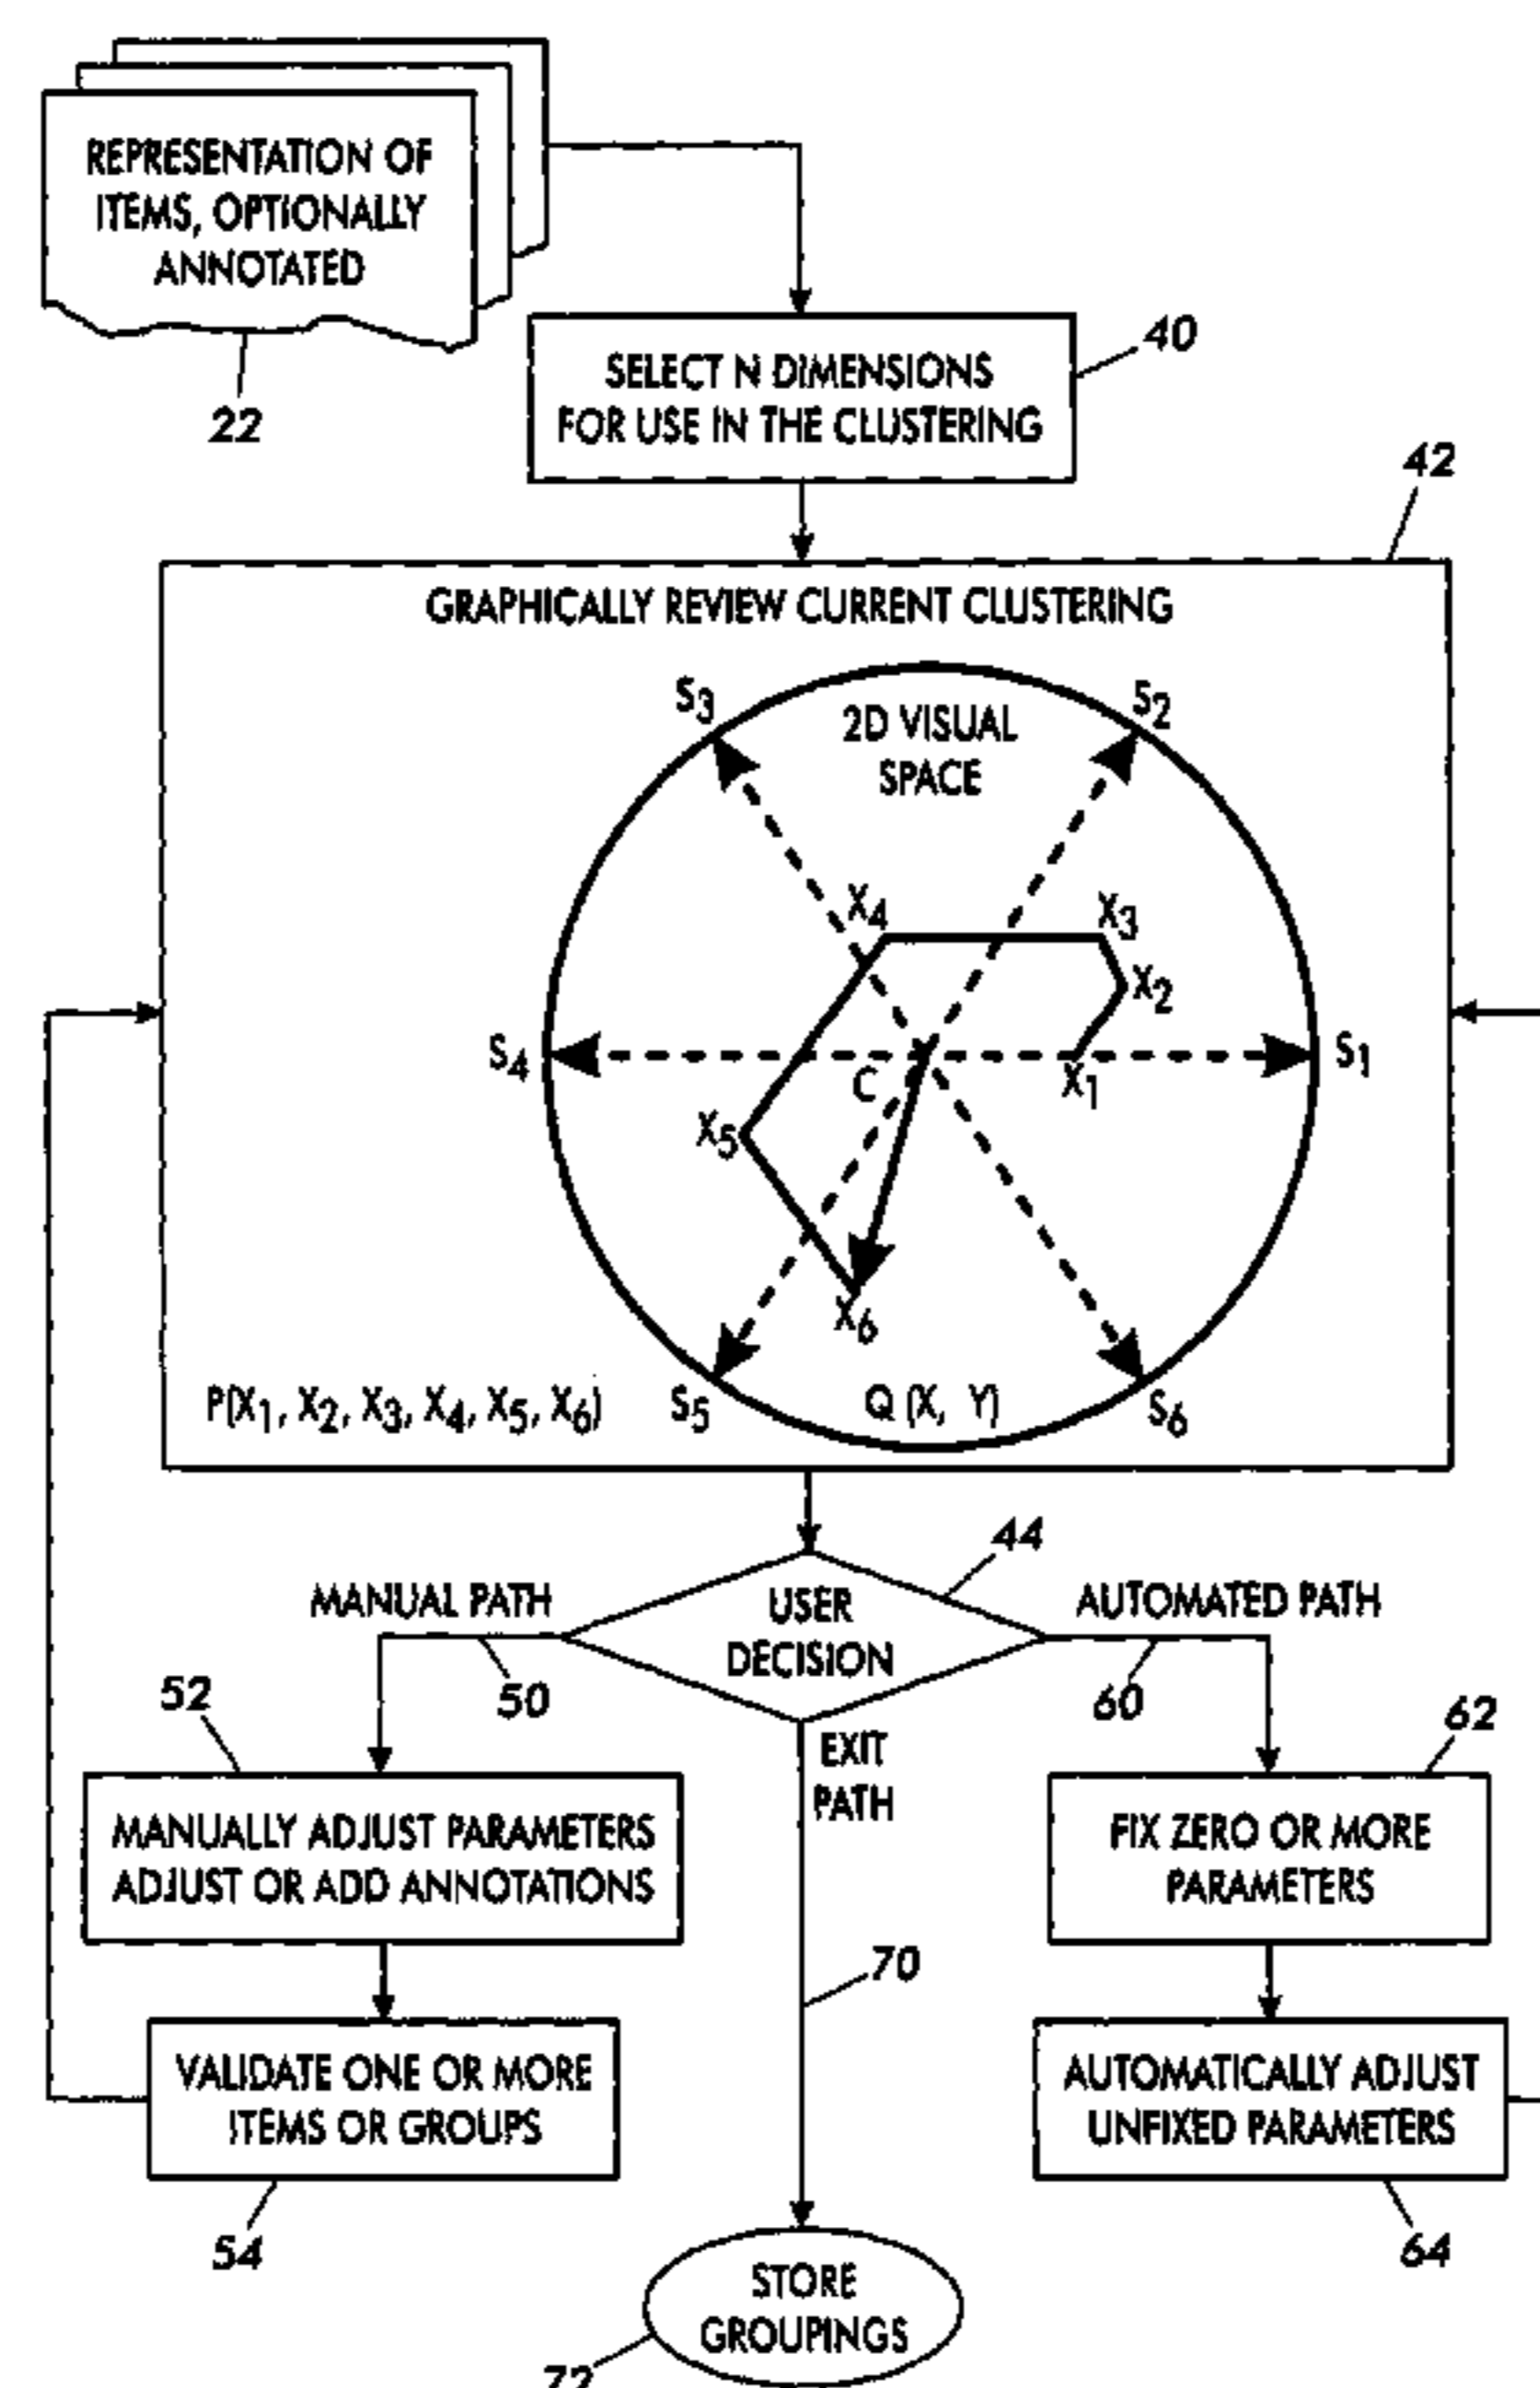 REPRESENTATION OF
ITEMS, OPTIONALLY
ANNOTATED
22
SELECT N DIMENSIONS
FOR USE IN THE CLUSTERING
40
42
GRAPHICALLY REVIEW CURRENT CLUSTERING
S3
2D VISUAL
SPACE
S2
X4
X3
X2
S4
C
X1
S1
X5
X6
P(X1, X2, X3, X4, X5, X6)
S5
Q (X, Y)
S6
44
MANUAL PATH
USER
DECISION
AUTOMATED PATH
50
60
52
62
EXIT
PATH
MANUALLY ADJUST PARAMETERS
ADJUST OR ADD ANNOTATIONS
FIX ZERO OR MORE
PARAMETERS
70
VALIDATE ONE OR MORE
ITEMS OR GROUPS
AUTOMATICALLY ADJUST
UNFIXED PARAMETERS
54
64
STORE
GROUPINGS
72